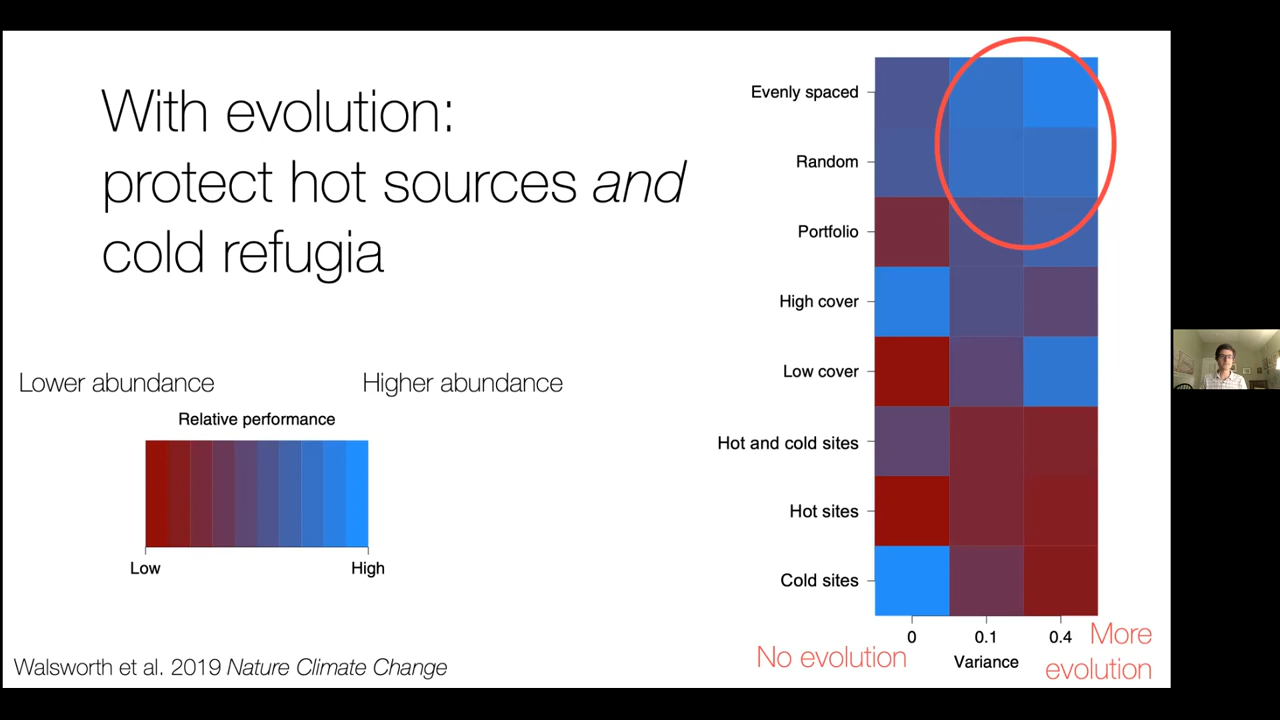 With evolution:
protect hot sources and
cold refugia
Lower abundance
Higher abundance
Relative performance
Low
High
Walsworth et al. 2019 Nature Climate Change
Evenly spaced
Random
Portfolio
High cover
Low cover
Hot and cold sites
Hot sites
Cold sites
0
0.1
0.4
Variance
No evolution
More
evolution